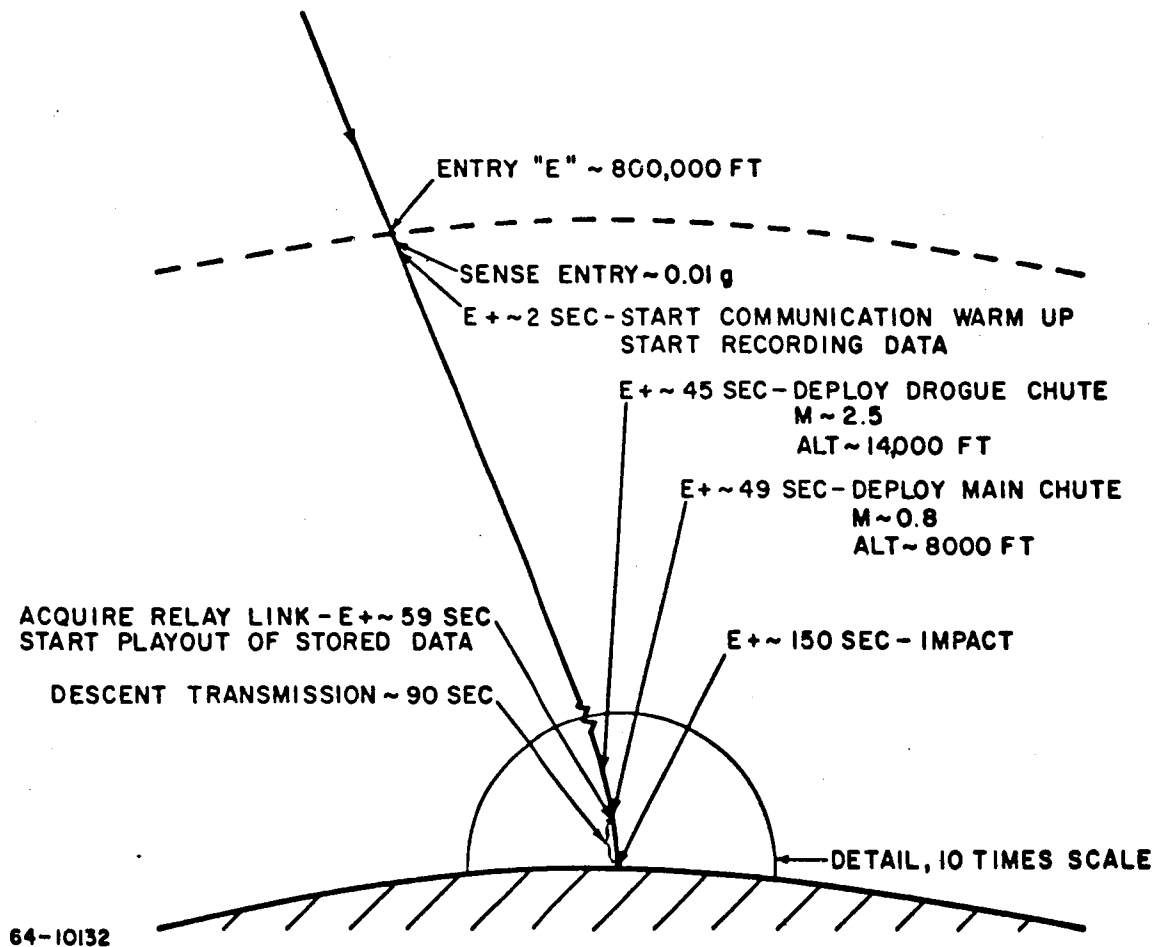 ENTRY "E" ~ 800,000 FT
SENSE ENTRY ~ 0.01 g
E + ~2 SEC - START COMMUNICATION WARM UP
START RECORDING DATA
E + ~ 45 SEC - DEPLOY DROGUE CHUTE
M ~ 2.5
ALT ~ 14,000 FT
E + ~ 49 SEC - DEPLOY MAIN CHUTE
M ~ 0.8
ALT ~ 8000 FT
ACQUIRE RELAY LINK - E + ~ 59 SEC
START PLAYOUT OF STORED DATA
E + ~ 150 SEC - IMPACT
DESCENT TRANSMISSION ~ 90 SEC
DETAIL, 10 TIMES SCALE
64-10132